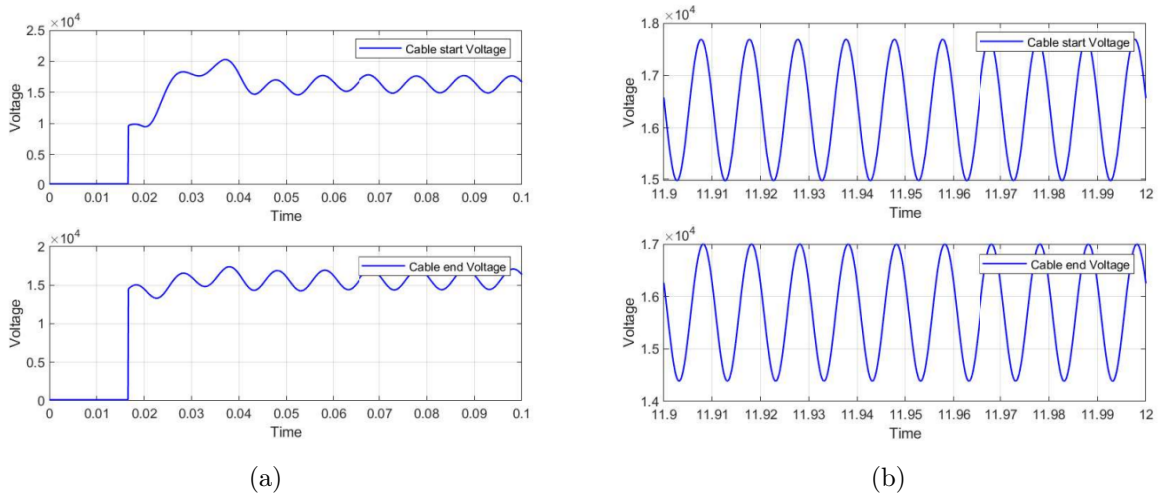 ×10⁴
2.5
2
1.5
1
0.5
0
Voltage
Cable start Voltage
0 0.01 0.02 0.03 0.04 0.05 0.06 0.07 0.08 0.09 0.1
Time
×10⁴
2
1.5
1
0.5
0
Voltage
Cable end Voltage
0 0.01 0.02 0.03 0.04 0.05 0.06 0.07 0.08 0.09 0.1
Time
(a)
×10⁴
1.8
1.7
1.6
1.5
Voltage
Cable start Voltage
11.9 11.91 11.92 11.93 11.94 11.95 11.96 11.97 11.98 11.99 12
Time
×10⁴
1.7
1.6
1.5
1.4
Voltage
Cable end Voltage
11.9 11.91 11.92 11.93 11.94 11.95 11.96 11.97 11.98 11.99 12
Time
(b)